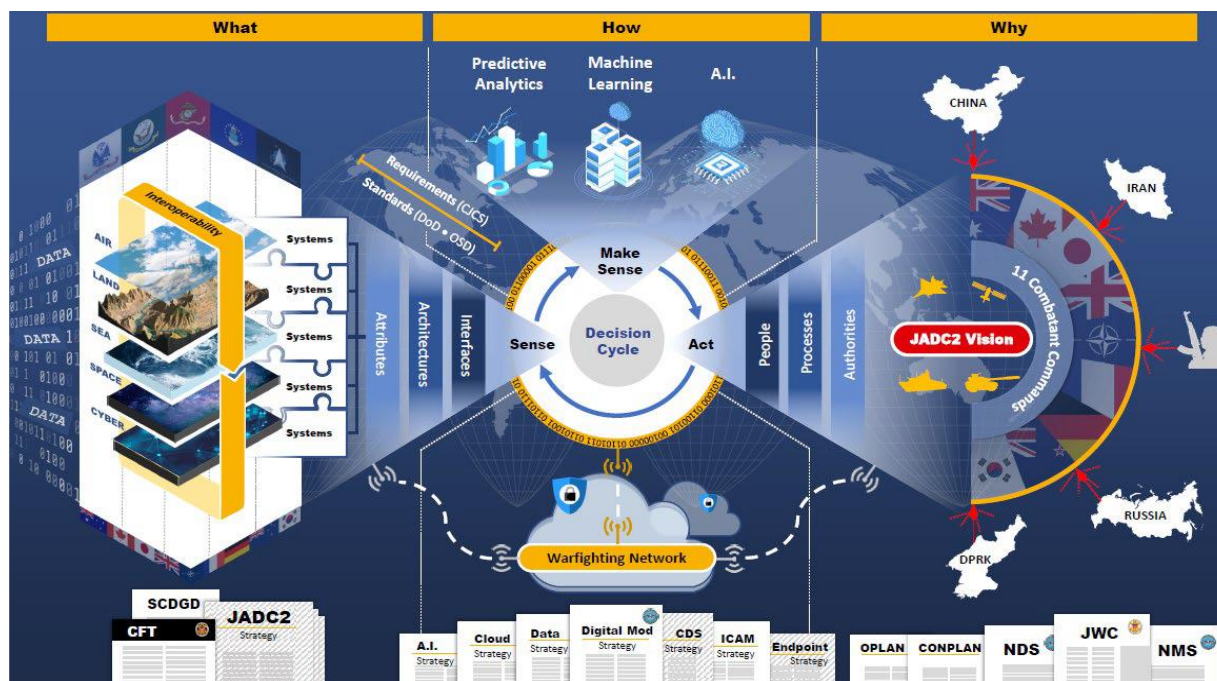 What
How
Why
Predictive
Analytics
Machine
Learning
A.I.
CHINA
IRAN
RUSSIA
DPRK
Requirements (CJCS)
Standards (DoD • OSD)
Interoperability
AIR
LAND
SEA
SPACE
CYBER
Systems
Systems
Systems
Systems
Systems
DATA
DATA
DATA
Attributes
Architectures
Interfaces
Sense
Make
Sense
Act
Decision
Cycle
People
Processes
Authorities
JADC2 Vision
11 Combatant Commands
Warfighting Network
SCDGD
CFT
JADC2
Strategy
A.I.
Strategy
Cloud
Strategy
Data
Strategy
Digital Mod
Strategy
CDS
Strategy
ICAM
Strategy
Endpoint
Strategy
OPLAN
CONPLAN
NDS
JWC
NMS